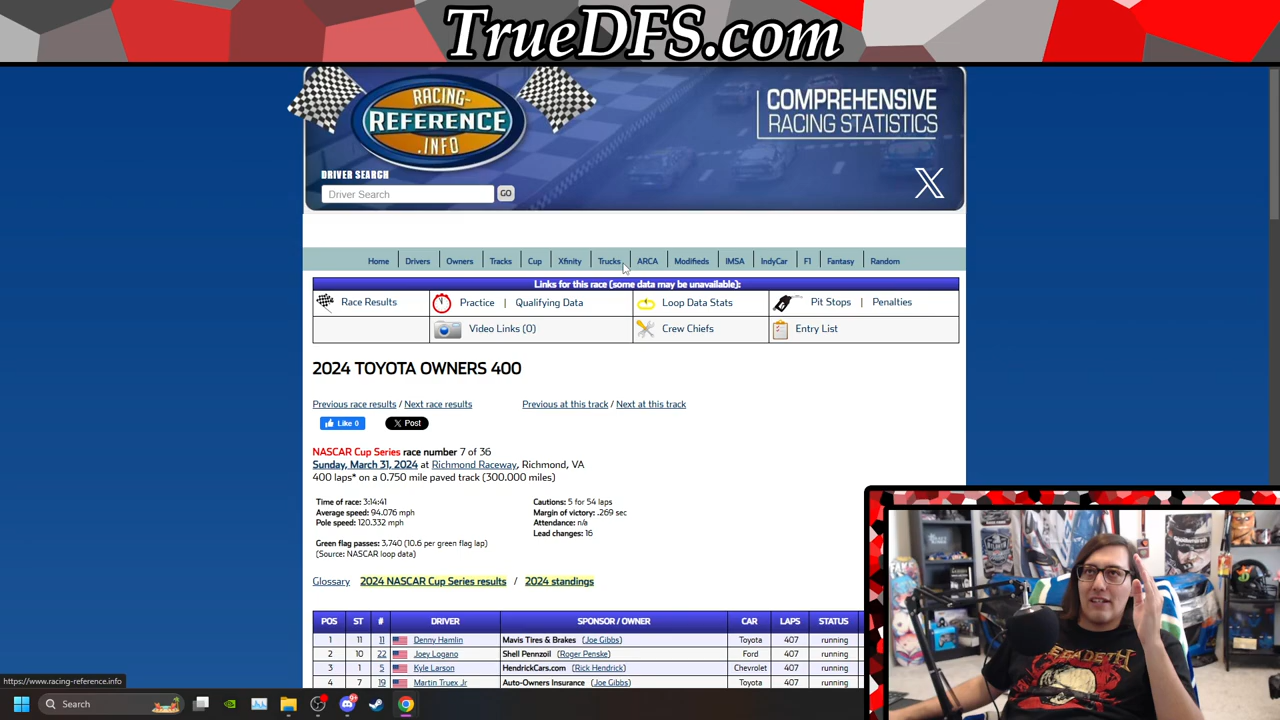 TrueDFS.com
RACING-
REFERENCE
.INFO
COMPREHENSIVE
RACING STATISTICS
DRIVER SEARCH
Driver Search GO
Home Drivers Owners Tracks Cup Xfinity Trucks ARCA Modifieds IMSA IndyCar F1 Fantasy Random
Links for this race (some data may be unavailable):
Race Results Practice | Qualifying Data Loop Data Stats Pit Stops | Penalties
Video Links (0) Crew Chiefs Entry List
2024 TOYOTA OWNERS 400
Previous race results / Next race results Previous at this track / Next at this track
Like 0 X Post
NASCAR Cup Series race number 7 of 36
Sunday, March 31, 2024 at Richmond Raceway, Richmond, VA
400 laps* on a 0.750 mile paved track (300.000 miles)
Time of race: 3:14:41 Cautions: 5 for 54 laps
Average speed: 94.076 mph Margin of victory: .269 sec
Pole speed: 120.332 mph Attendance: n/a
Lead changes: 16
Green flag passes: 3,740 (10.6 per green flag lap)
(Source: NASCAR loop data)
Glossary 2024 NASCAR Cup Series results / 2024 standings
POS ST # DRIVER SPONSOR / OWNER CAR LAPS STATUS
1 11 11 Denny Hamlin Mavis Tires & Brakes (Joe Gibbs) Toyota 407 running
2 10 22 Joey Logano Shell Pennzoil (Roger Penske) Ford 407 running
3 1 5 Kyle Larson HendrickCars.com (Rick Hendrick) Chevrolet 407 running
4 7 19 Martin Truex Jr Auto-Owners Insurance (Joe Gibbs) Toyota 407 running
https://www.racing-reference.info
Search